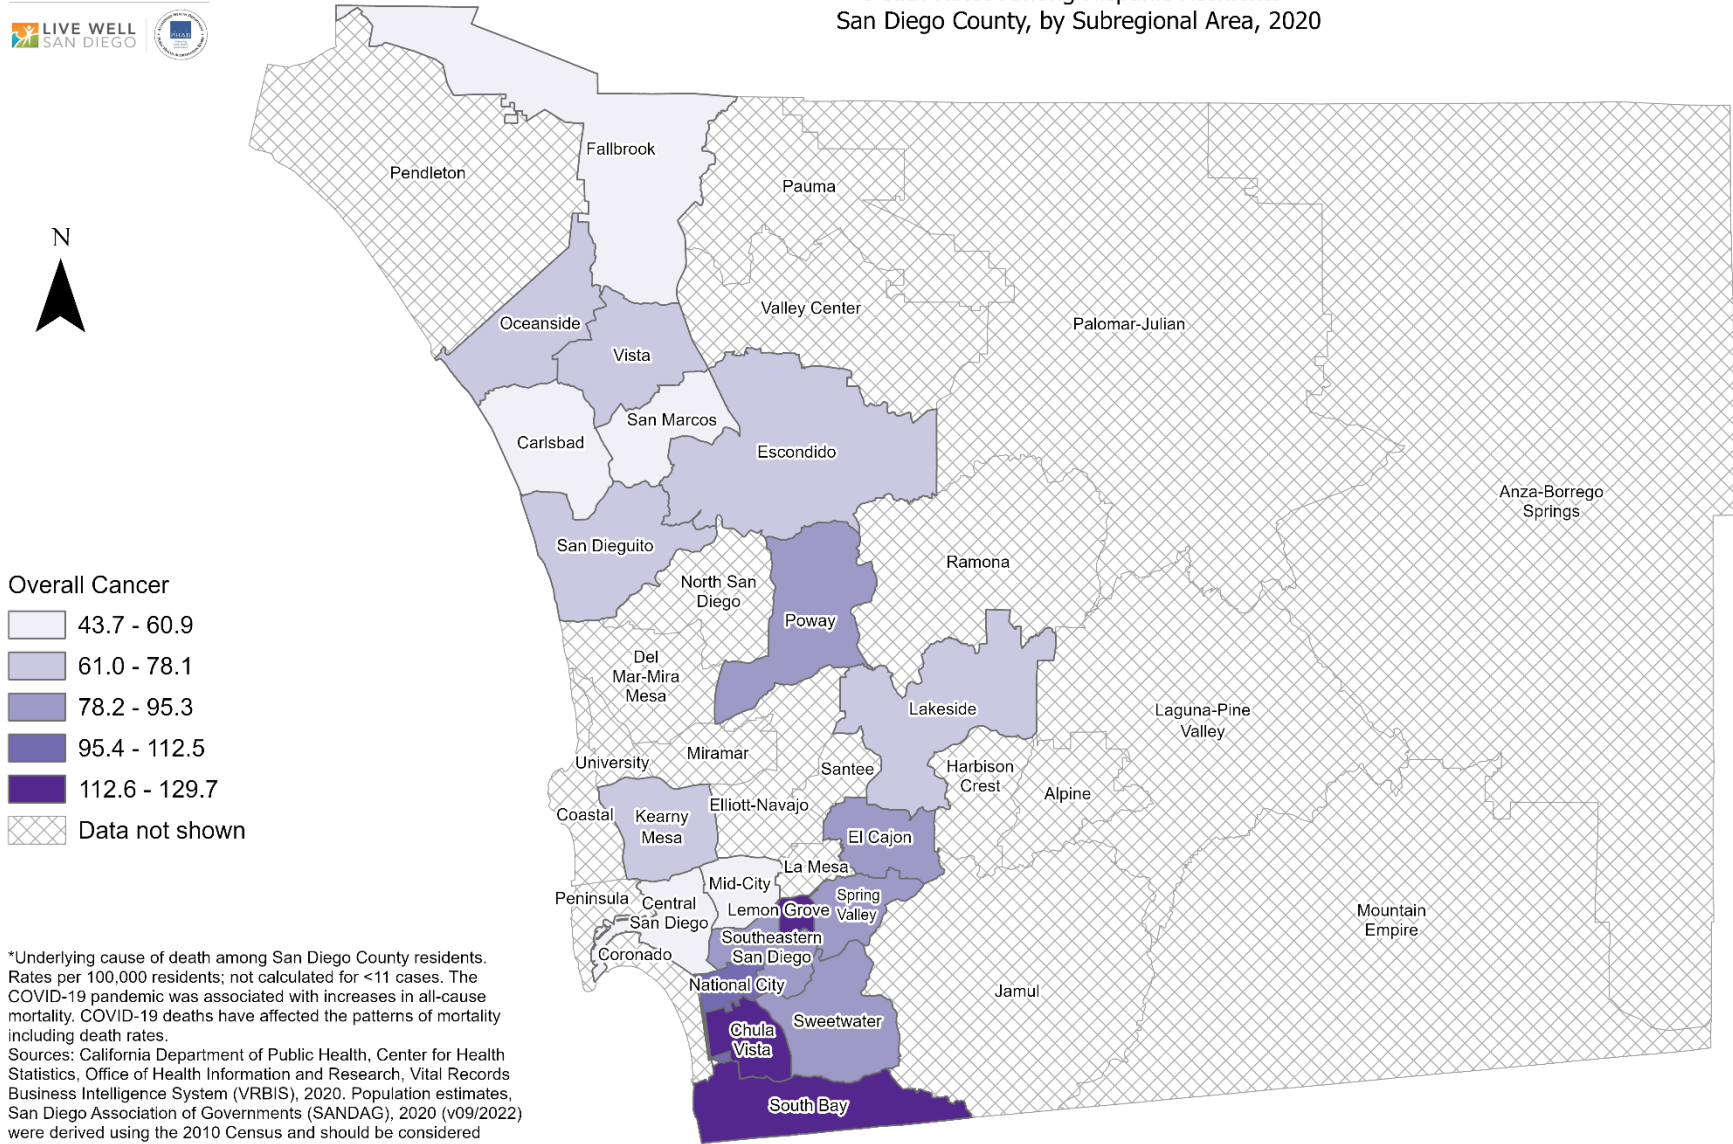 LIVE WELL
SAN DIEGO
PHAB
San Diego County, by Subregional Area, 2020
N
Fallbrook
Pendleton
Pauma
Valley Center
Oceanside
Palomar-Julian
Vista
San Marcos
Carlsbad
Escondido
Anza-Borrego
Springs
San Dieguito
Ramona
North San
Diego
Poway
Del
Mar-Mira
Mesa
Lakeside
Laguna-Pine
Valley
Miramar
University
Santee
Harbison
Crest
Alpine
Elliott-Navajo
Coastal
Kearny
Mesa
El Cajon
La Mesa
Mid-City
Peninsula
Central
San Diego
Spring
Valley
Lemon Grove
Mountain
Empire
Southeastern
San Diego
Coronado
National City
Jamul
Sweetwater
Chula
Vista
South Bay
Overall Cancer
43.7 - 60.9
61.0 - 78.1
78.2 - 95.3
95.4 - 112.5
112.6 - 129.7
Data not shown
*Underlying cause of death among San Diego County residents.
Rates per 100,000 residents; not calculated for <11 cases. The
COVID-19 pandemic was associated with increases in all-cause
mortality. COVID-19 deaths have affected the patterns of mortality
including death rates.
Sources: California Department of Public Health, Center for Health
Statistics, Office of Health Information and Research, Vital Records
Business Intelligence System (VRBIS), 2020. Population estimates,
San Diego Association of Governments (SANDAG), 2020 (v09/2022)
were derived using the 2010 Census and should be considered